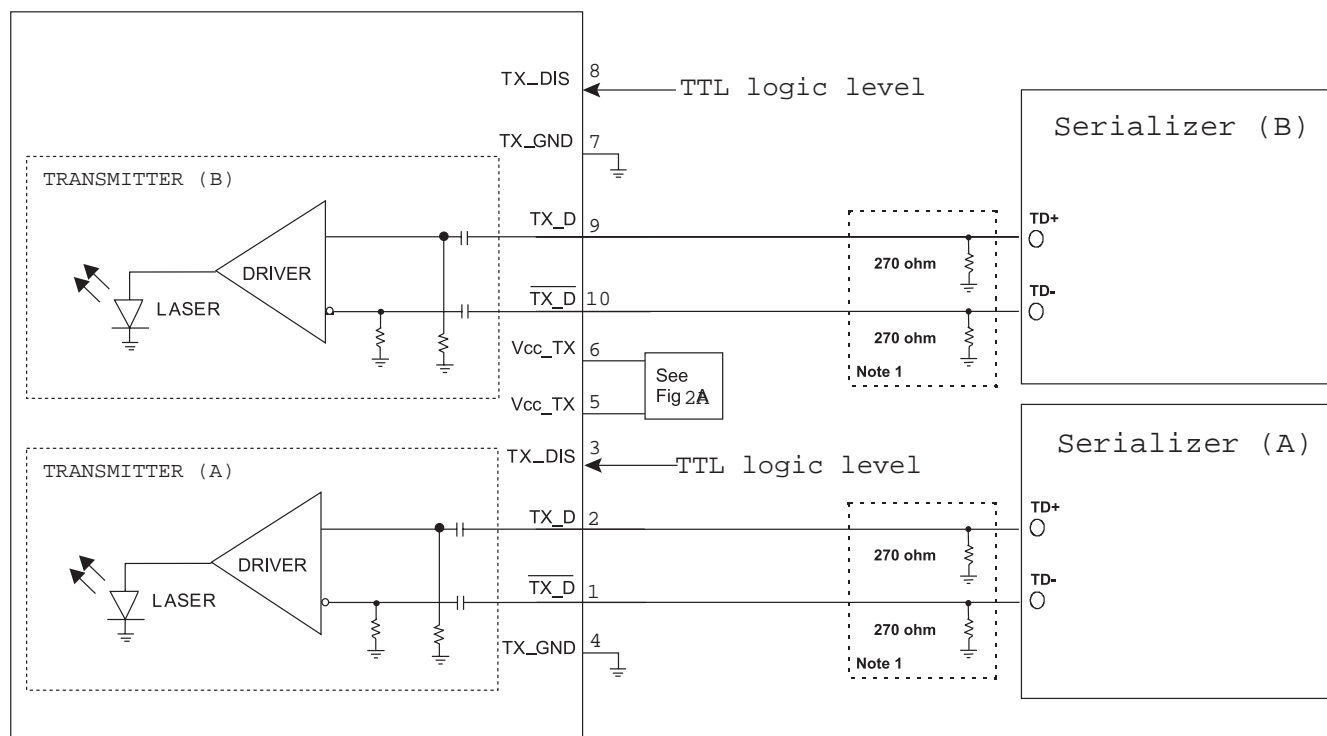 TX_DIS
8
TTL logic level
TX_GND
7
Serializer (B)
TRANSMITTER (B)
TX_D
9
TD+
DRIVER
270 ohm
LASER
TX_D
10
TD-
270 ohm
Note 1
Vcc_TX
6
See
Fig 2A
Vcc_TX
5
TRANSMITTER (A)
TX_DIS
3
TTL logic level
Serializer (A)
TX_D
2
TD+
DRIVER
270 ohm
LASER
TX_D
1
TD-
270 ohm
TX_GND
4
Note 1